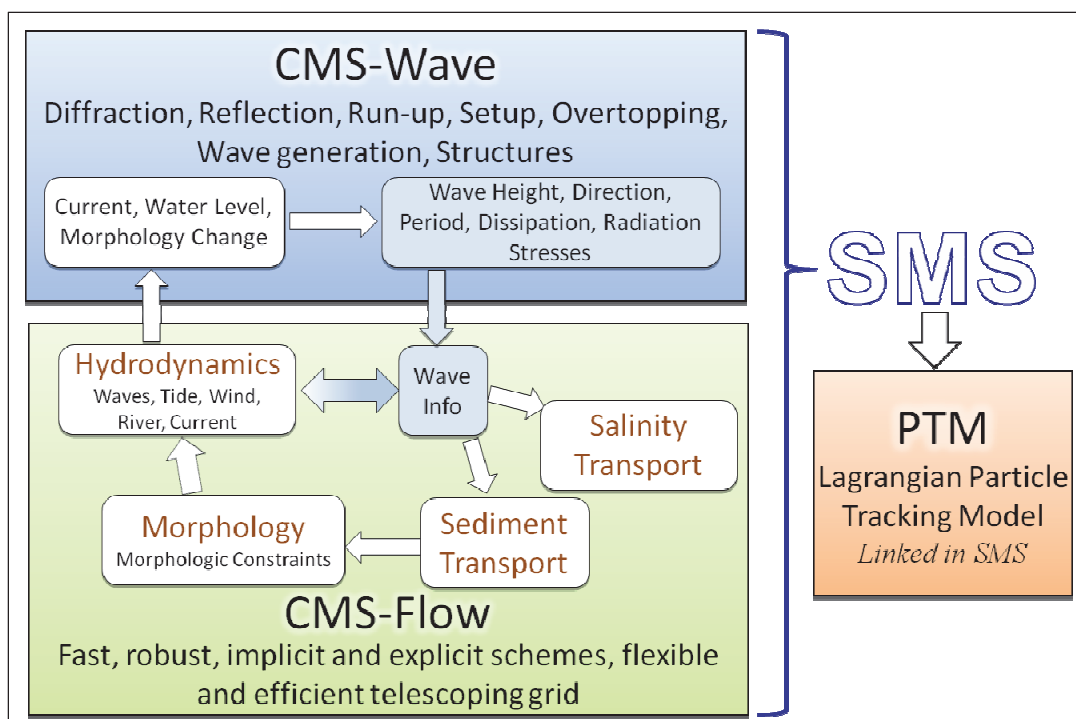 CMS-Wave
Diffraction, Reflection, Run-up, Setup, Overtopping,
Wave generation, Structures
Current, Water Level,
Morphology Change
Wave Height, Direction,
Period, Dissipation, Radiation
Stresses
Hydrodynamics
Waves, Tide, Wind,
River, Current
Wave
Info
Salinity
Transport
Morphology
Morphologic Constraints
Sediment
Transport
CMS-Flow
Fast, robust, implicit and explicit schemes, flexible
and efficient telescoping grid
SMS
PTM
Lagrangian Particle
Tracking Model
Linked in SMS